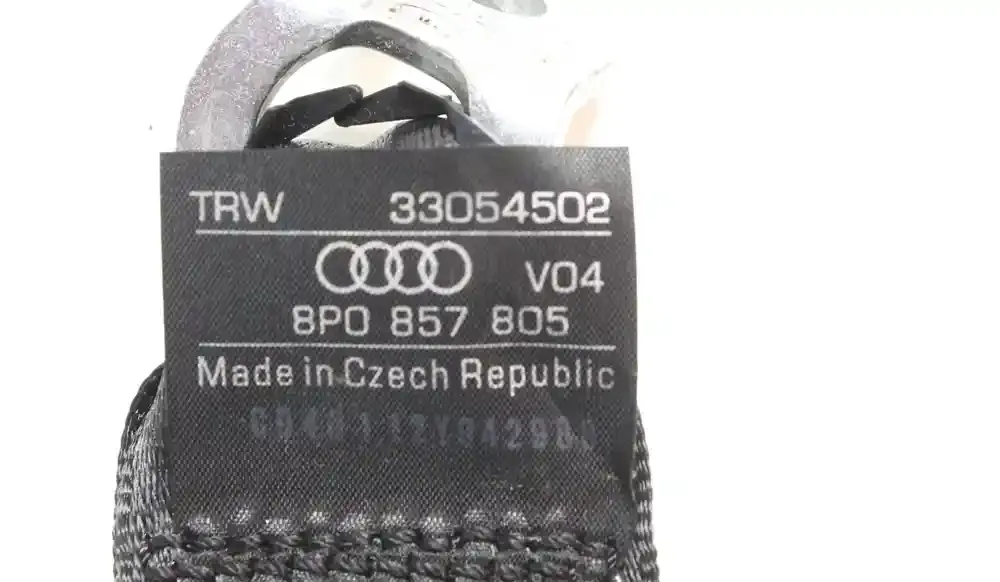 TRW 33054502
V04
8P0 857 805
Made in Czech Republic